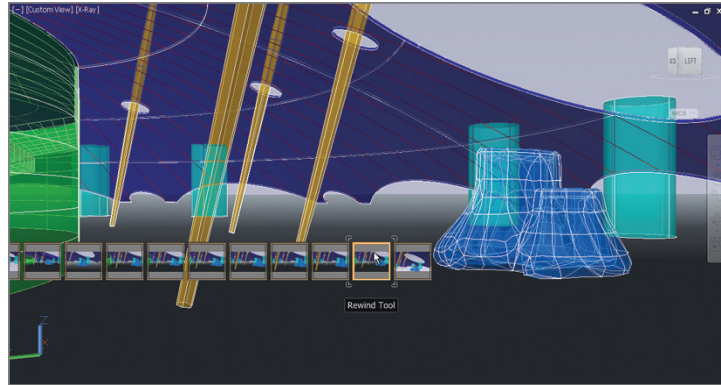 [−] [Custom View] [X-Ray]
LEFT
WCS
Rewind Tool
Z
X